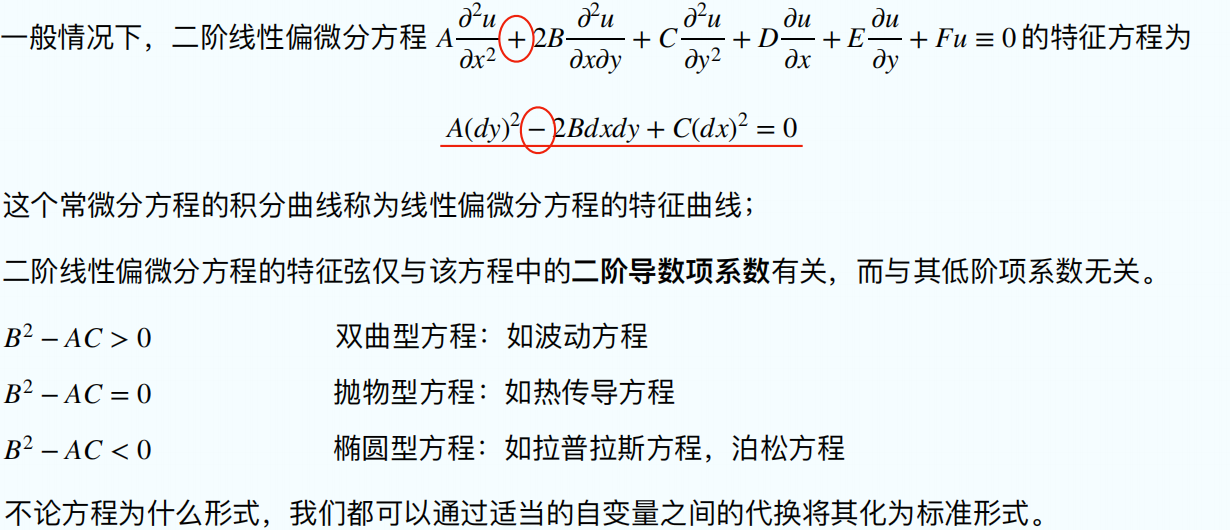 一般情况下，二阶线性偏微分方程 A ∂²u/∂x² + 2B ∂²u/∂x∂y + C ∂²u/∂y² + D ∂u/∂x + E ∂u/∂y + Fu ≡ 0 的特征方程为
A(dy)² − 2Bdxdy + C(dx)² = 0
这个常微分方程的积分曲线称为线性偏微分方程的特征曲线；
二阶线性偏微分方程的特征弦仅与该方程中的二阶导数项系数有关，而与其低阶项系数无关。
B² − AC > 0 双曲型方程：如波动方程
B² − AC = 0 抛物型方程：如热传导方程
B² − AC < 0 椭圆型方程：如拉普拉斯方程，泊松方程
不论方程为什么形式，我们都可以通过适当的自变量之间的代换将其化为标准形式。